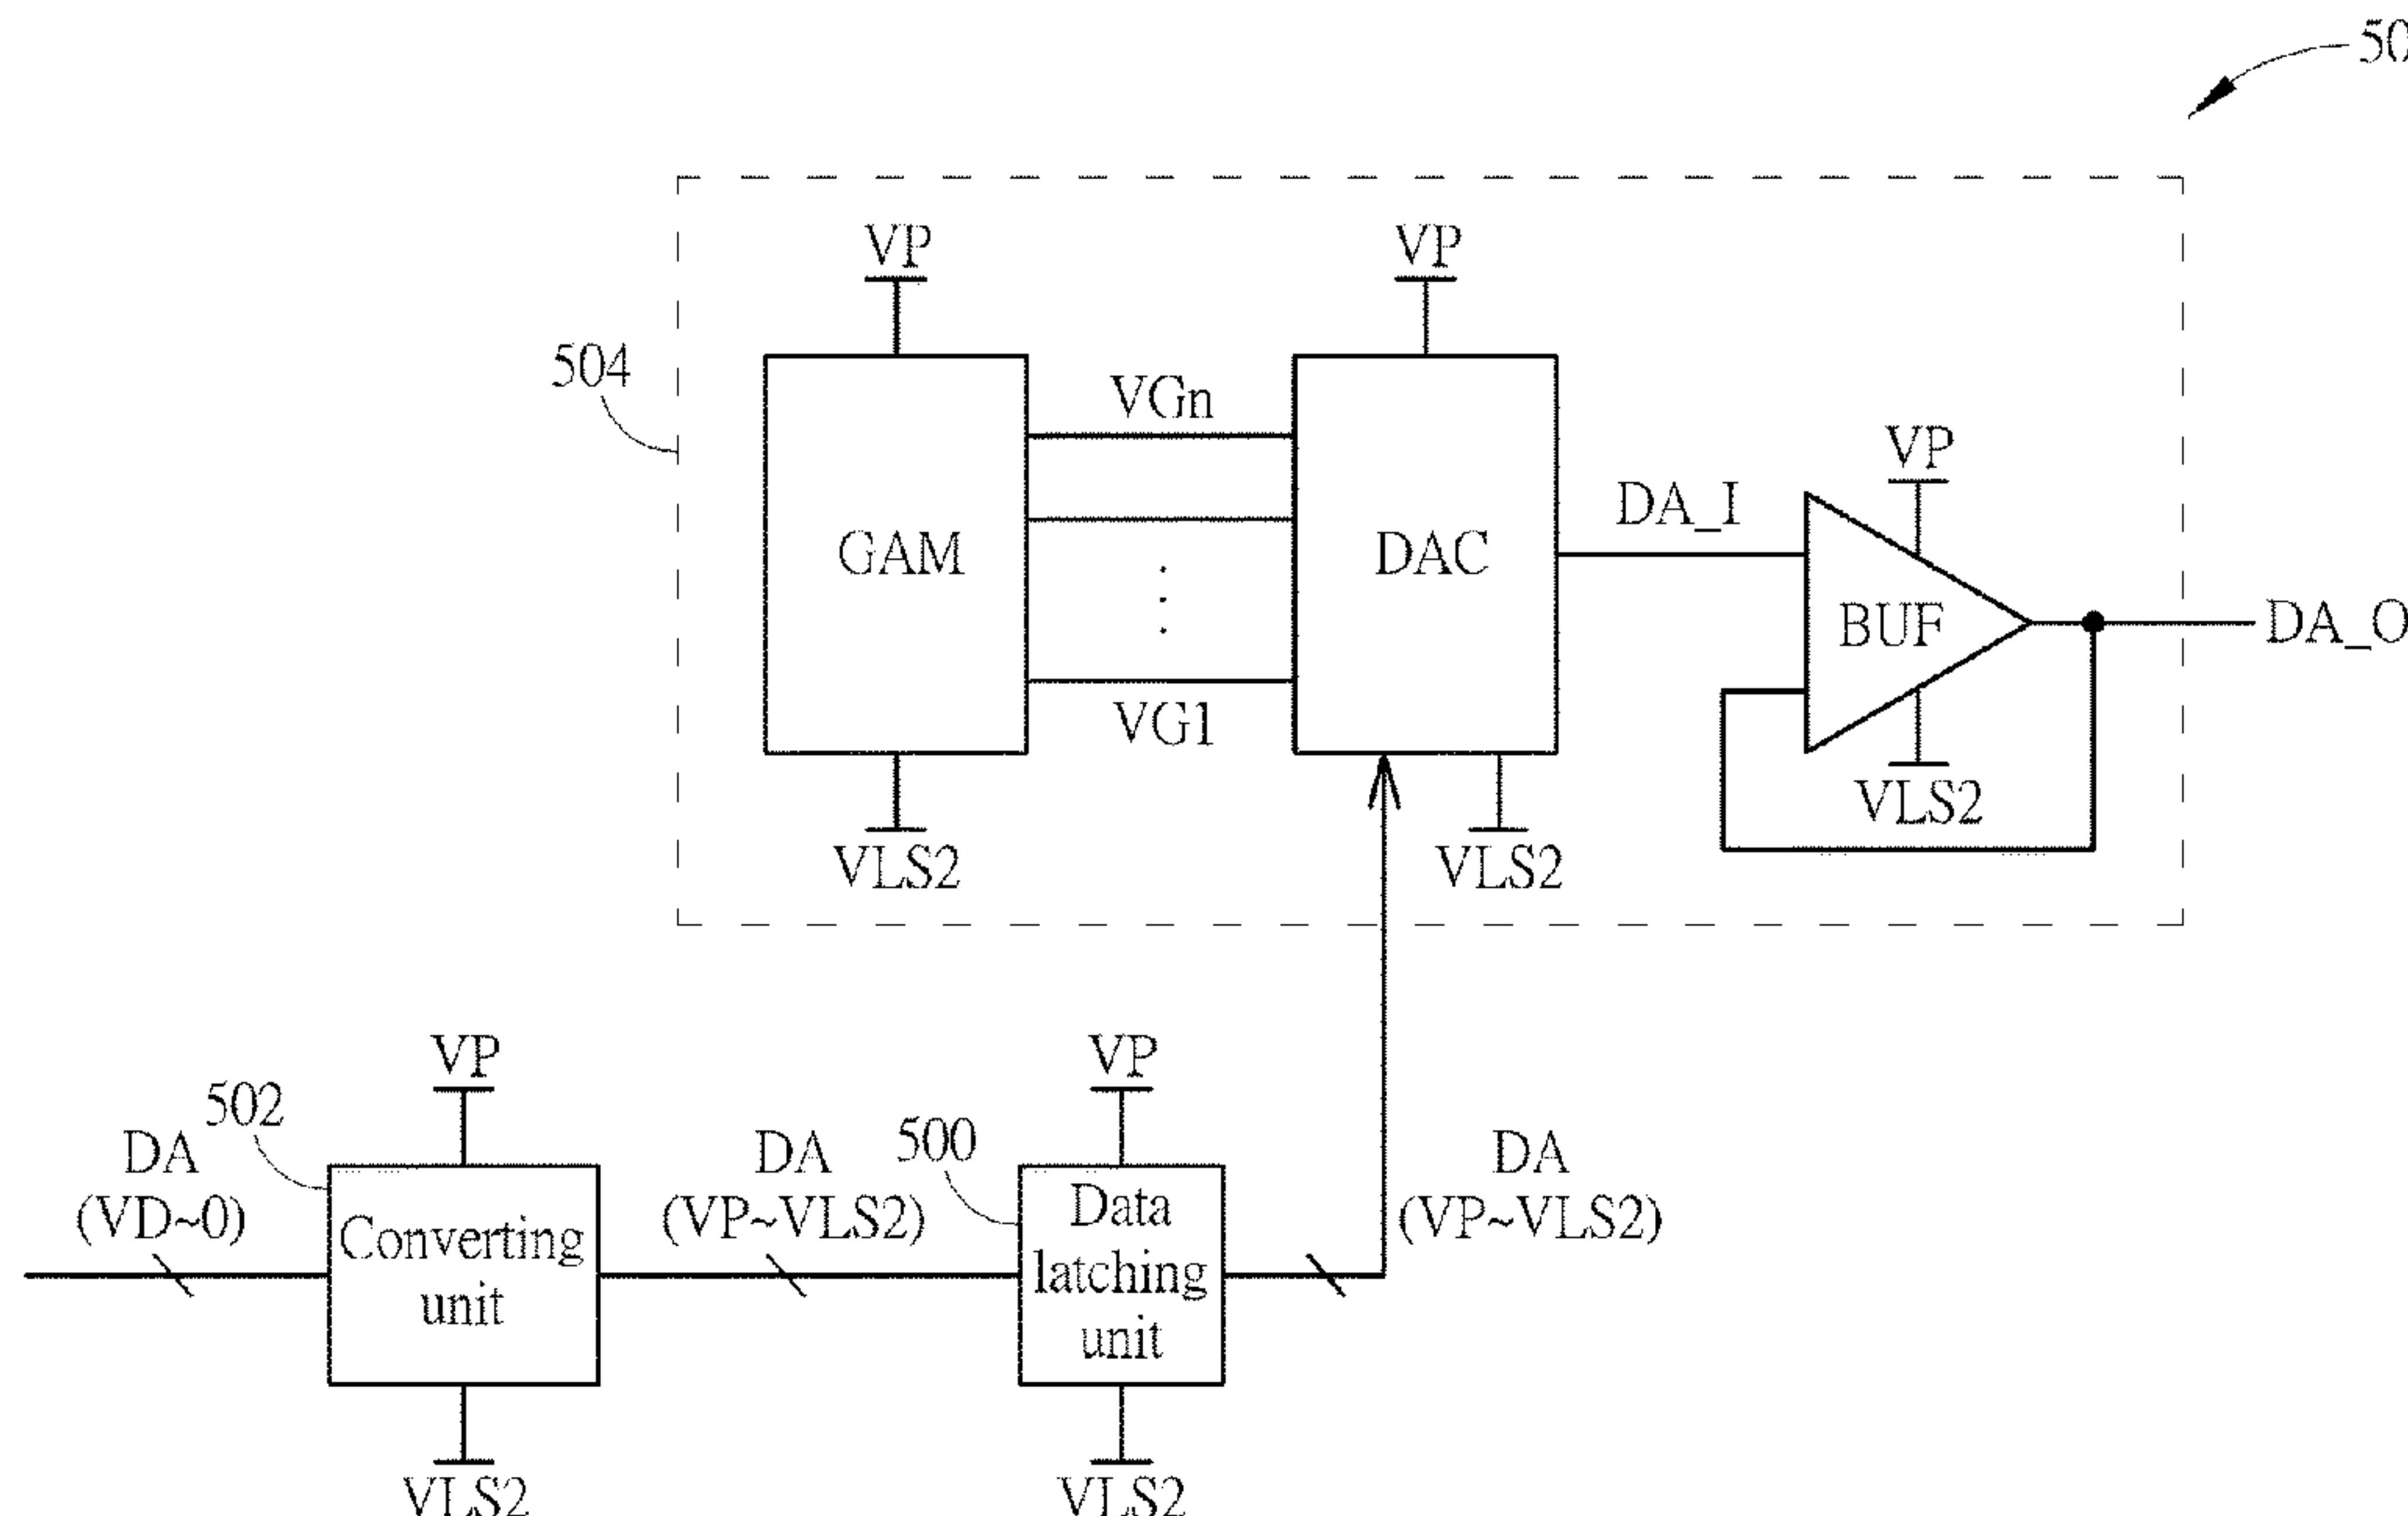 50
VP
VP
504
VGn
VP
DA_I
GAM
DAC
BUF
DA_O
VG1
VLS2
VLS2
VLS2
VP
VP
502
500
DA
(VD~0)
DA
(VP~VLS2)
DA
(VP~VLS2)
Converting
unit
Data
latching
unit
VLS2
VLS2